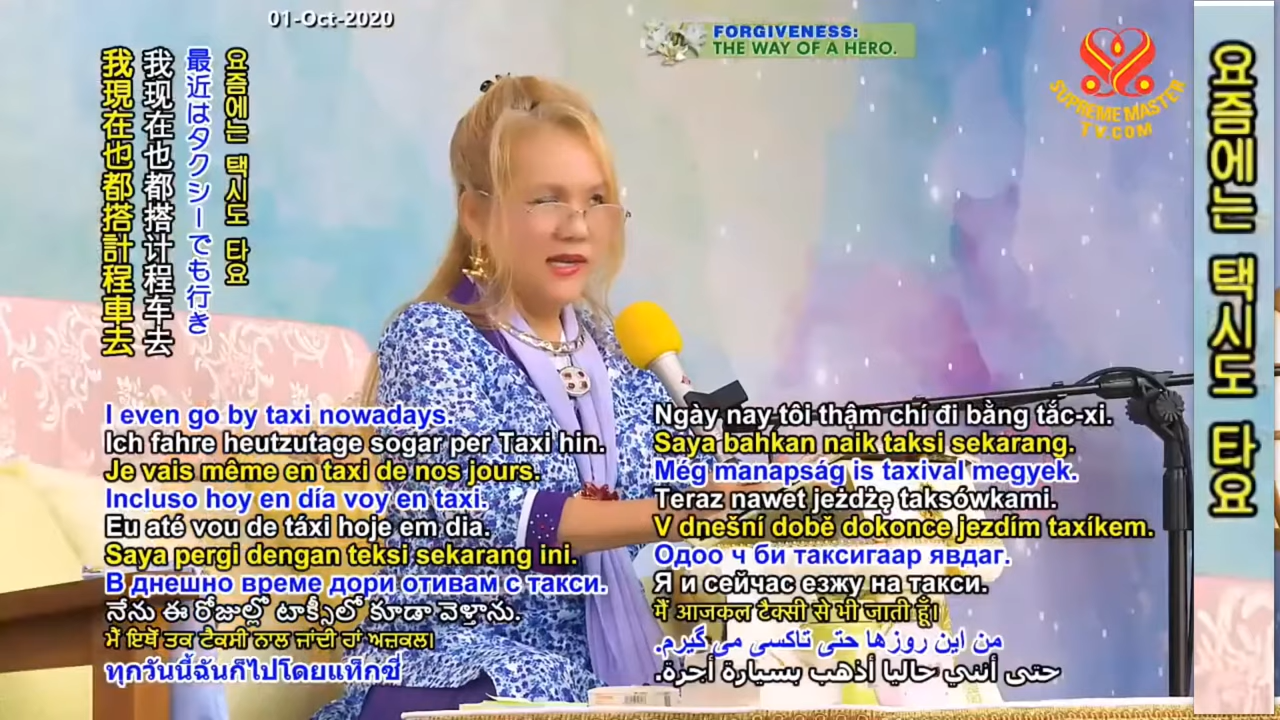 01-Oct-2020
FORGIVENESS:
THE WAY OF A HERO.
SUPREME MASTER
TV.COM
요즘에는 택시도 타요
最近はタクシーでも行き
我现在也都搭计程车去
我現在也都搭計程車去
요즘에는 택시도 타요
I even go by taxi nowadays.
Ich fahre heutzutage sogar per Taxi hin.
Je vais même en taxi de nos jours.
Incluso hoy en día voy en taxi.
Eu até vou de táxi hoje em dia.
Saya pergi dengan teksi sekarang ini.
В днешно време дори отивам с такси.
నేను ఈ రోజుల్లో టాక్సీలో కూడా వెళ్తాను.
ਮੈਂ ਇਥੋਂ ਤਕ ਟੈਕਸੀ ਨਾਲ ਜਾਂਦੀ ਹਾਂ ਅਜ਼ਕਲ।
ทุกวันนี้ฉันก็ไปโดยแท็กซี่
Ngày nay tôi thậm chí đi bằng tắc-xi.
Saya bahkan naik taksi sekarang.
Még manapság is taxival megyek.
Teraz nawet jeżdżę taksówkami.
V dnešní době dokonce jezdím taxíkem.
Одоо ч би таксигаар явдаг.
Я и сейчас езжу на такси.
मैं आजकल टैक्सी से भी जाती हूँ।
من این روزها حتی تاکسی می گیرم.
حتى أنني حاليا أذهب بسيارة أجرة.